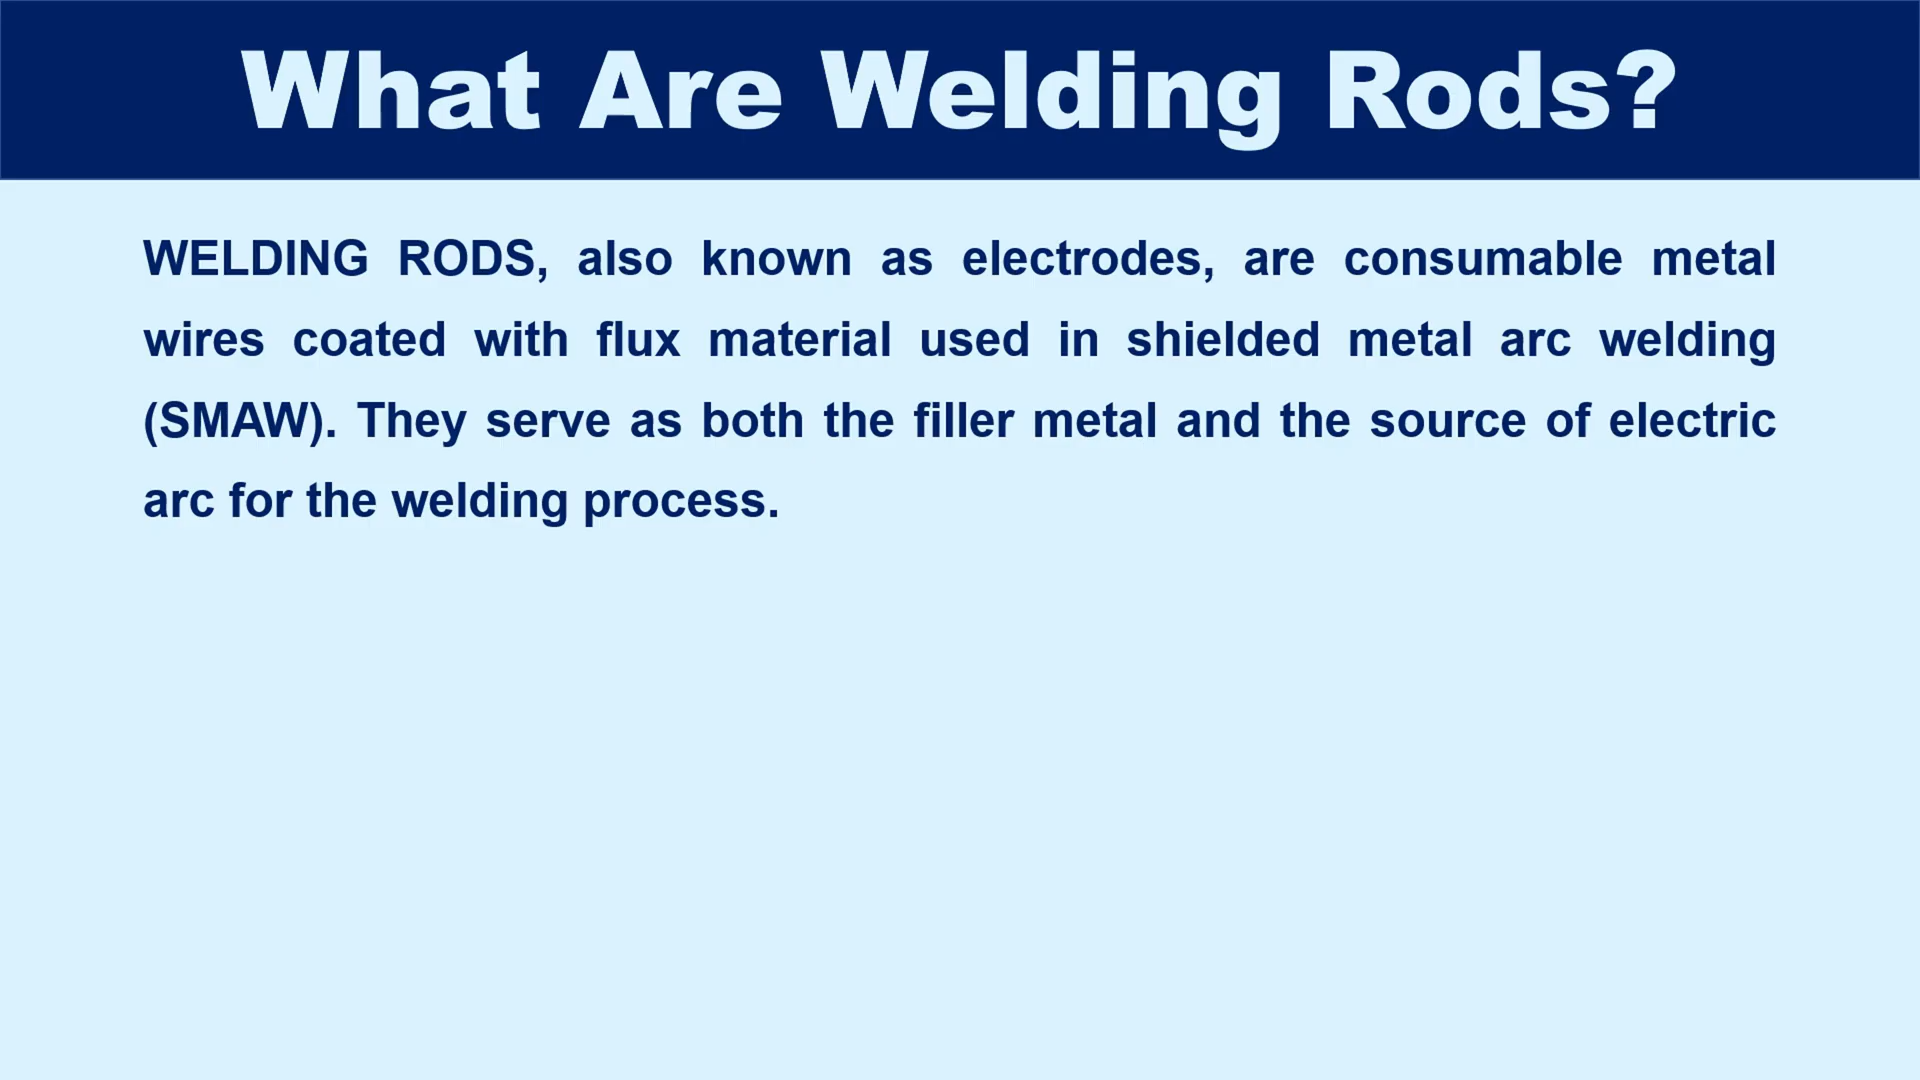 What Are Welding Rods?
WELDING RODS, also known as electrodes, are consumable metal
wires coated with flux material used in shielded metal arc welding
(SMAW). They serve as both the filler metal and the source of electric
arc for the welding process.